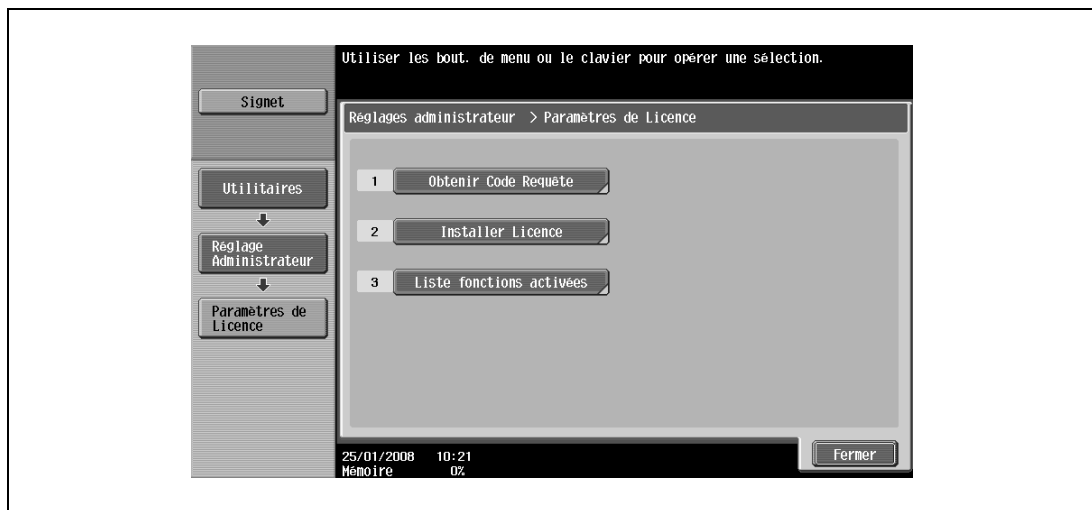 Utiliser les bout. de menu ou le clavier pour opérer une sélection.
Signet
Réglages administrateur > Paramètres de Licence
Utilitaires
Réglage
Administrateur
Paramètres de
Licence
1 Obtenir Code Requête
2 Installer Licence
3 Liste fonctions activées
25/01/2008 10:21
Mémoire 0%
Fermer